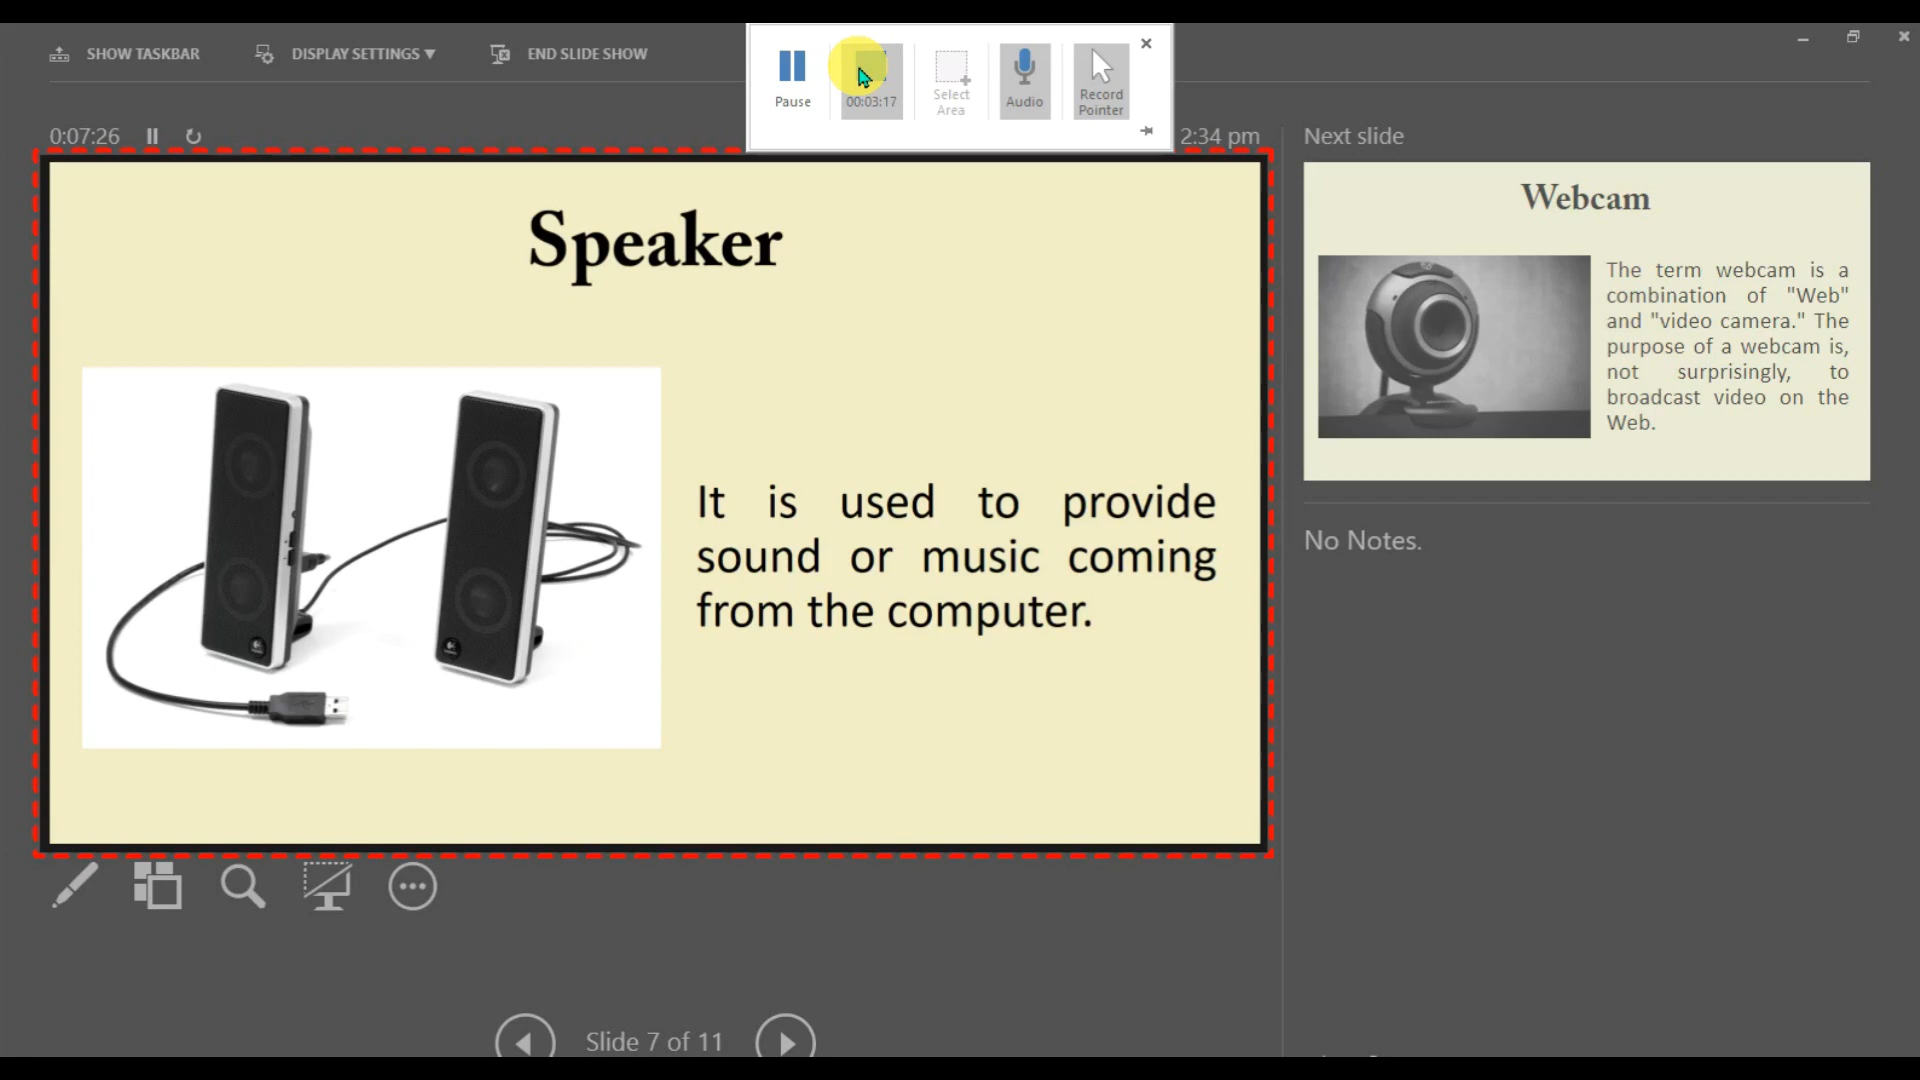 SHOW TASKBAR
DISPLAY SETTINGS ▼
END SLIDE SHOW
Pause
00:03:17
Select
Area
Audio
Record
Pointer
0:07:26
2:34 pm
Next slide
Speaker
It is used to provide
sound or music coming
from the computer.
Webcam
The term webcam is a
combination of "Web"
and "video camera." The
purpose of a webcam is,
not surprisingly, to
broadcast video on the
Web.
No Notes.
Slide 7 of 11